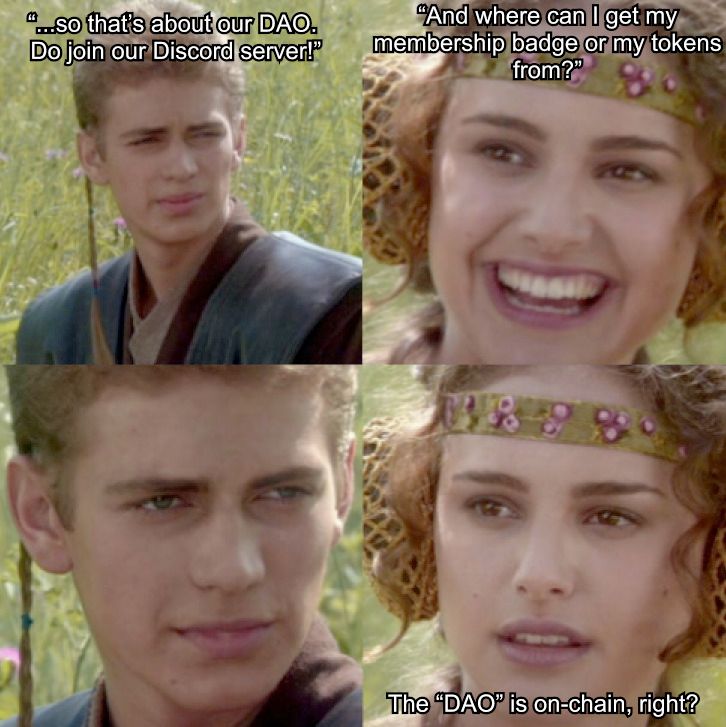 “...so that’s about our DAO.
Do join our Discord server!”
“And where can I get my
membership badge or my tokens
from?”
The “DAO” is on-chain, right?